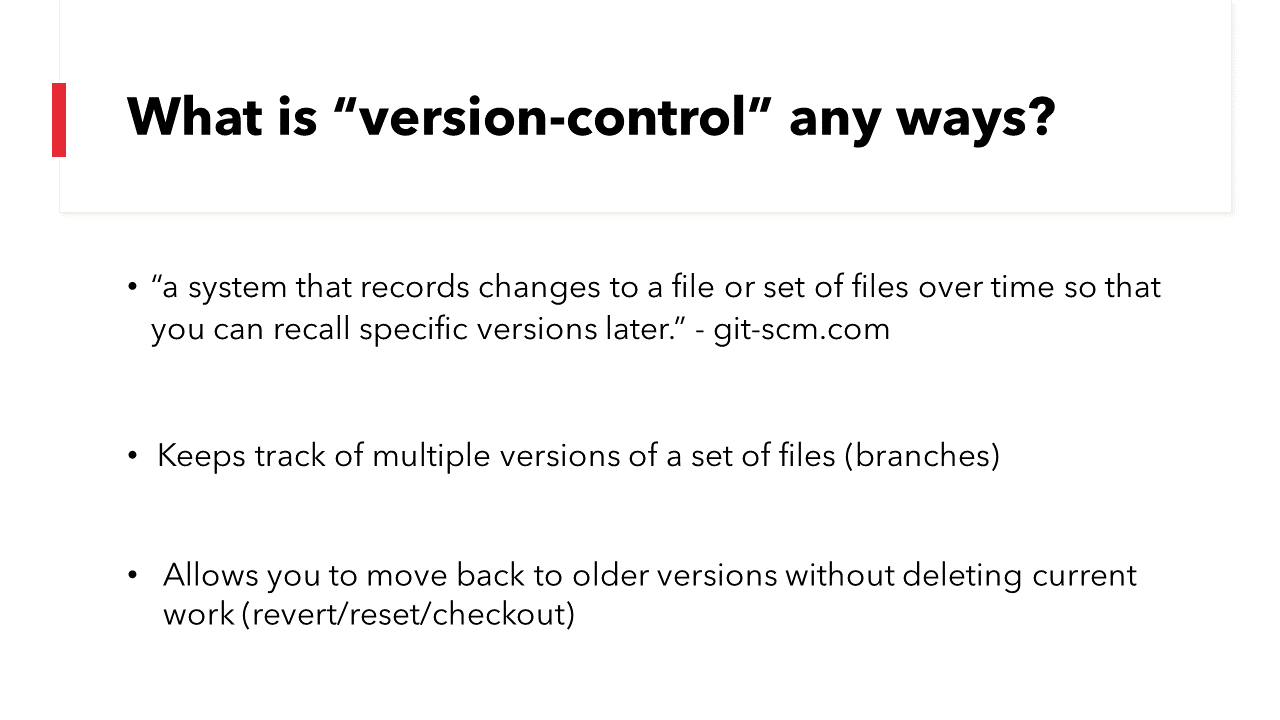 What is “version-control” any ways?
• “a system that records changes to a file or set of files over time so that
you can recall specific versions later.” - git-scm.com
• Keeps track of multiple versions of a set of files (branches)
• Allows you to move back to older versions without deleting current
work (revert/reset/checkout)